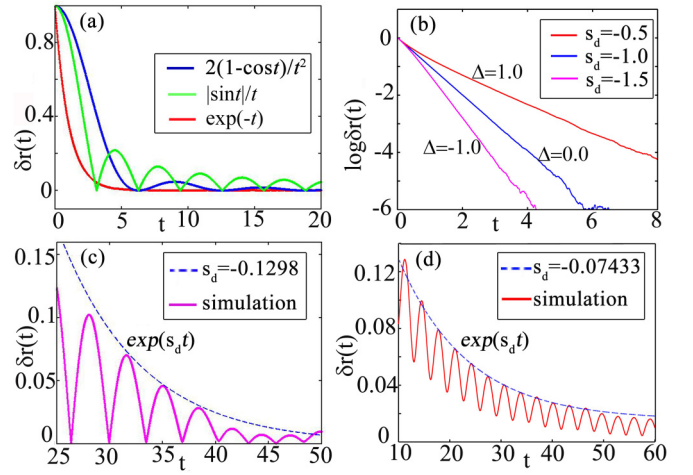 (a)
2(1-cost)/t²
|sint|/t
exp(-t)
δr(t)
0.8
0.4
0
0 5 10 15 20
t
(b)
s_d=-0.5
s_d=-1.0
s_d=-1.5
Δ=1.0
Δ=-1.0
Δ=0.0
logδr(t)
0
-2
-4
-6
0 2 4 6 8
t
(c)
s_d=-0.1298
simulation
exp(s_dt)
δr(t)
0.15
0.1
0.05
0
25 30 35 40 45 50
t
(d)
s_d=-0.07433
simulation
exp(s_dt)
δr(t)
0.12
0.08
0.04
0
10 20 30 40 50 60
t